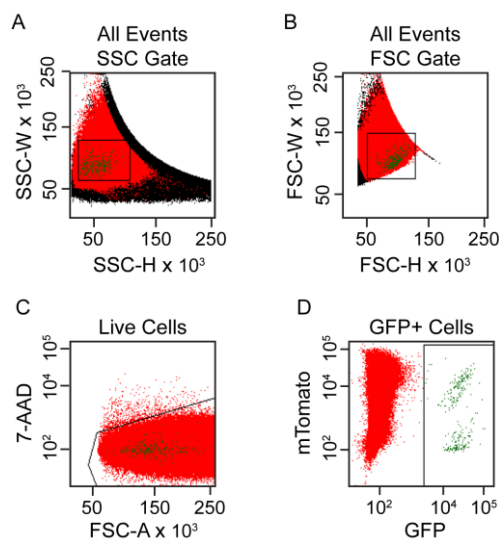 A
All Events
SSC Gate
250
150
50
SSC-W x 10³
50
150
250
SSC-H x 10³
B
All Events
FSC Gate
250
150
50
FSC-W x 10³
50
150
250
FSC-H x 10³
C
Live Cells
10⁵
10⁴
10²
7-AAD
50
150
250
FSC-A x 10³
D
GFP+ Cells
10⁵
10⁴
10²
mTomato
10²
10⁴
10⁵
GFP